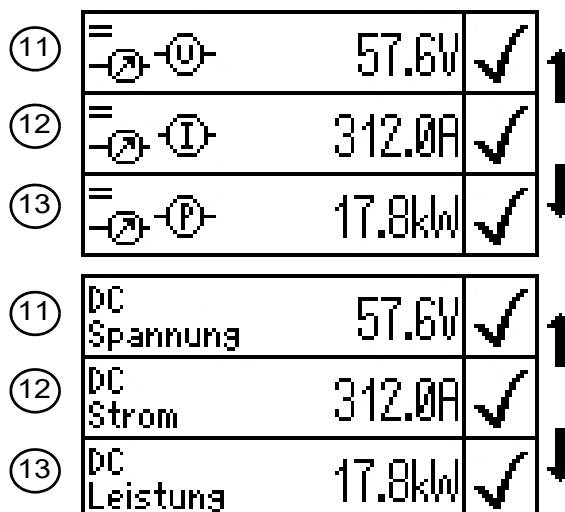 11 = U 57.6V
12 = I 312.0A
13 = P 17.8kW
11 DC
Spannung 57.6V
12 DC
Strom 312.0A
13 DC
Leistung 17.8kW